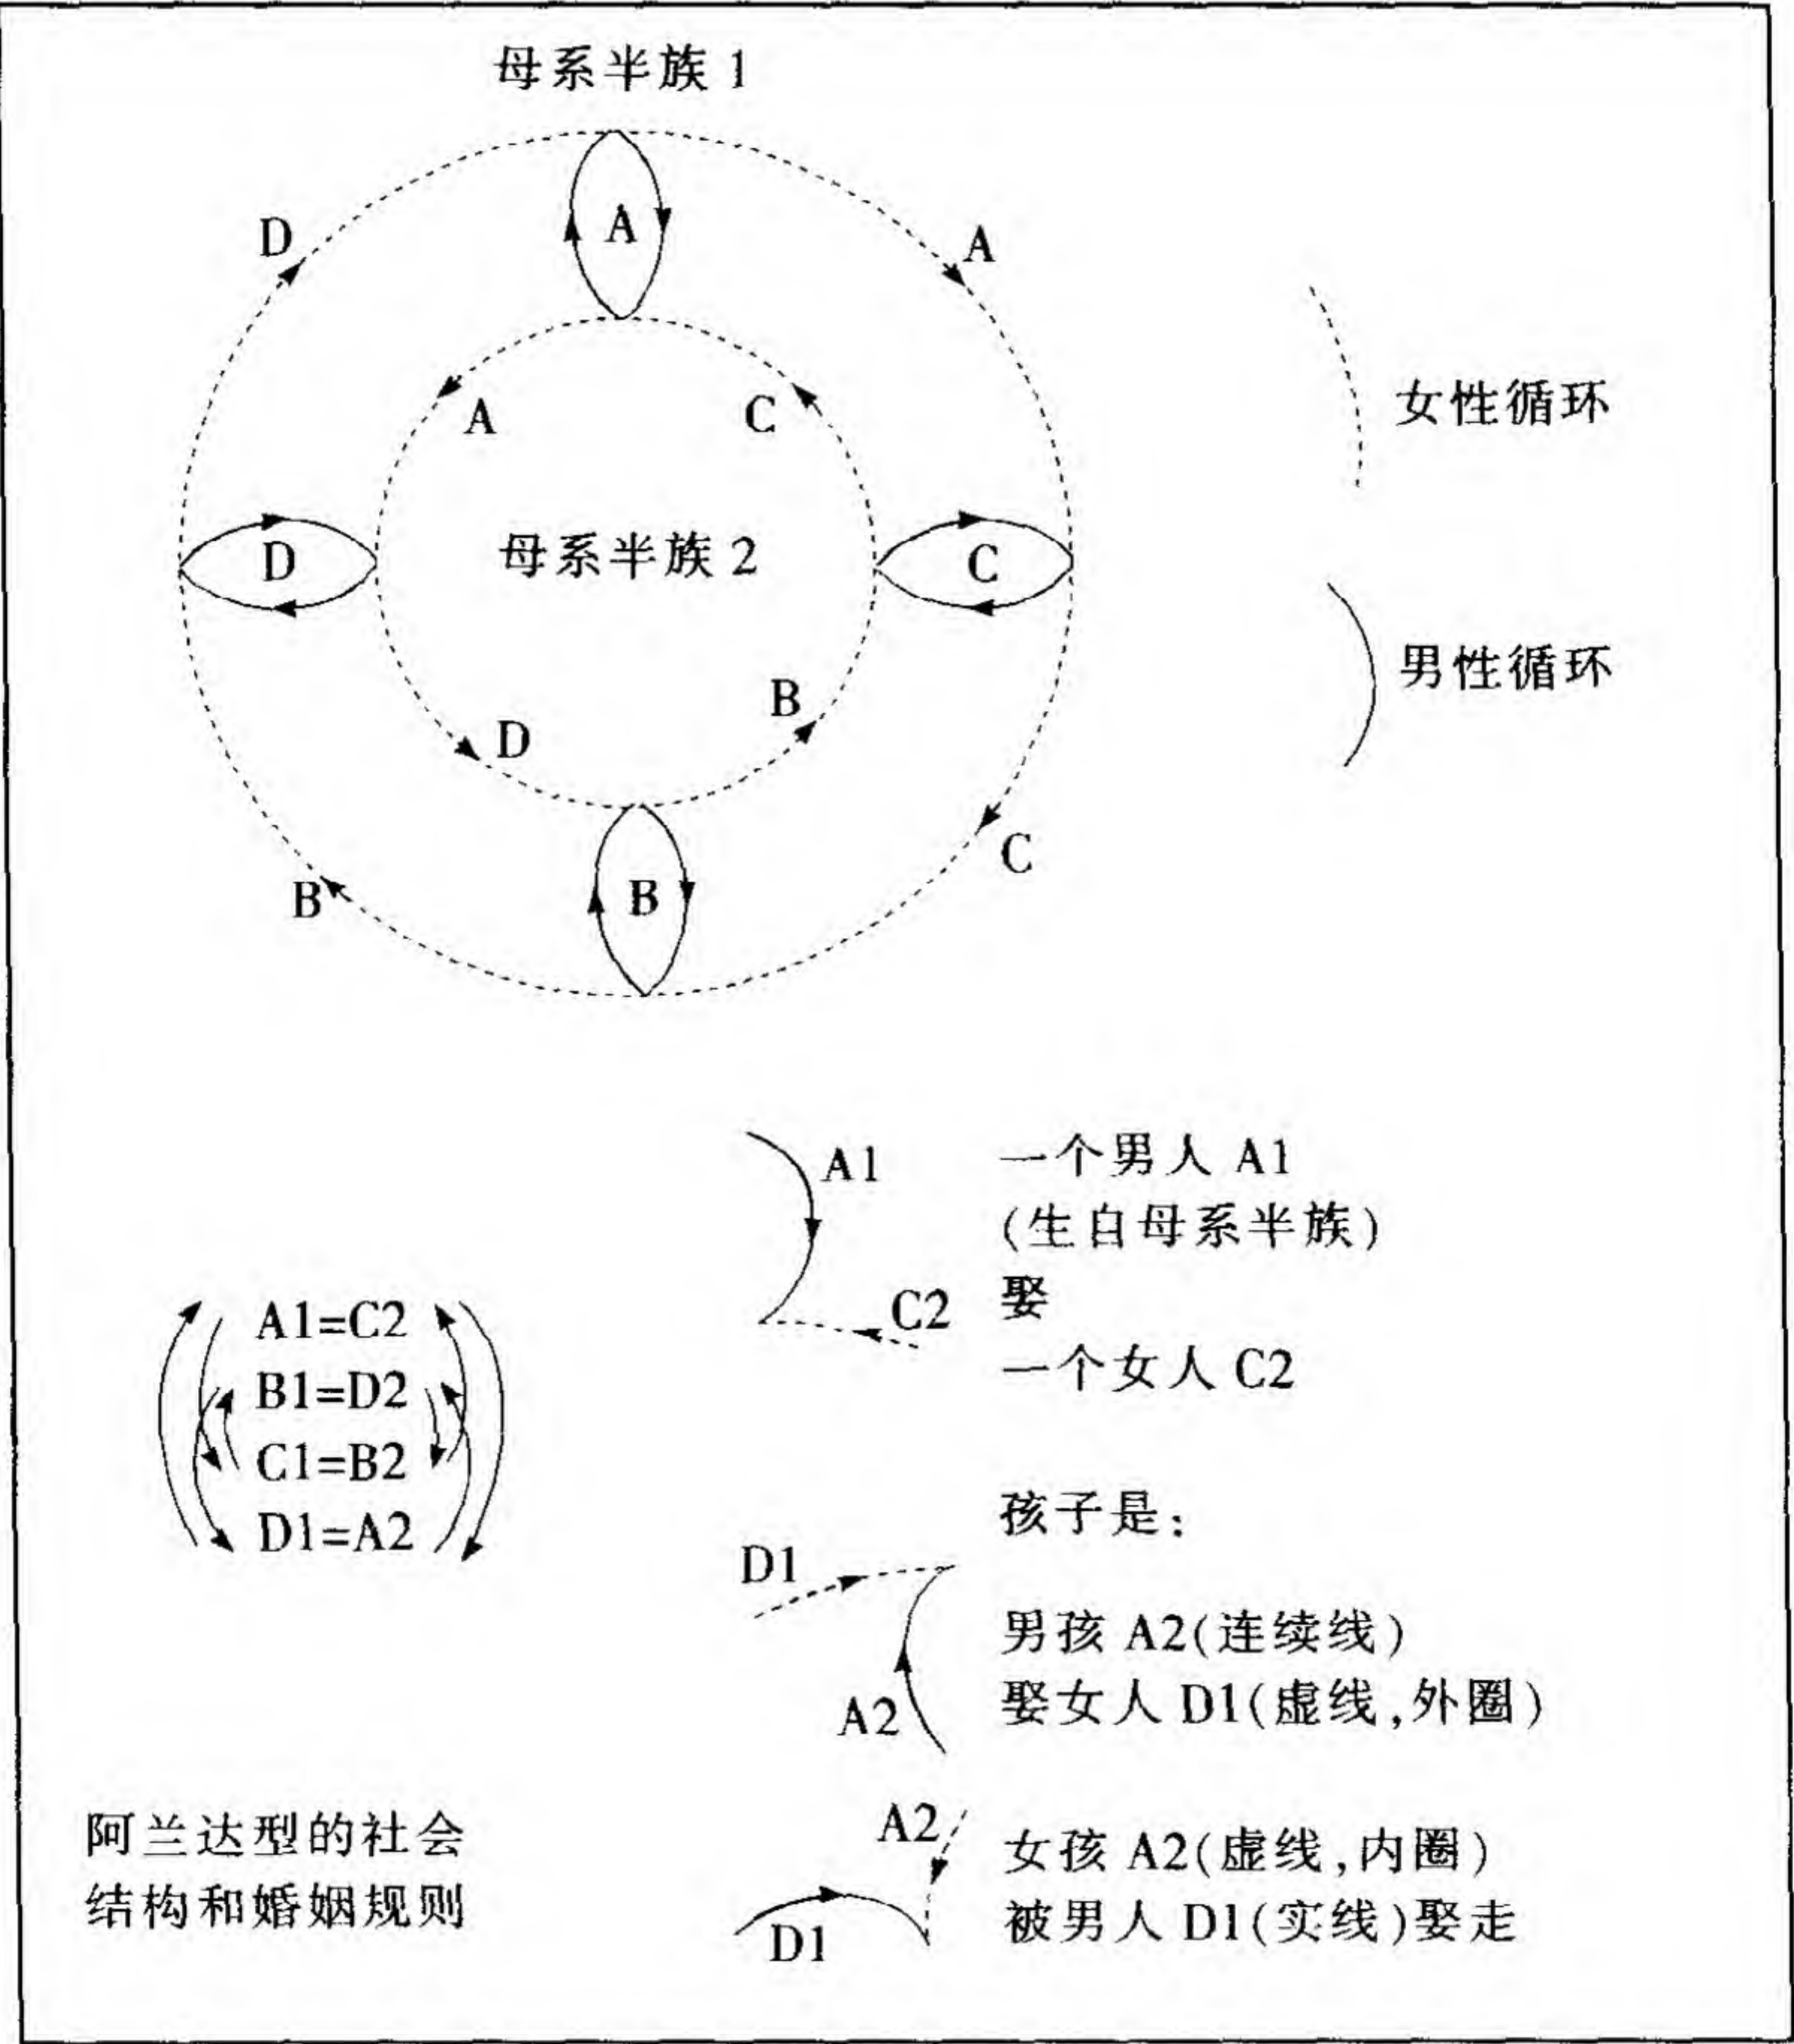 母系半族 1
D
A
A
A
C
女性循环
D
母系半族 2
C
男性循环
B
D
C
B
B
A1
一个男人 A1
(生白母系半族)
娶
C2
一个女人 C2
A1=C2
B1=D2
C1=B2
D1=A2
孩子是:
D1
男孩 A2(连续线)
娶女人 D1(虚线,外圈)
A2
A2
女孩 A2(虚线,内圈)
被男人 D1(实线)娶走
D1
阿兰达型的社会
结构和婚姻规则